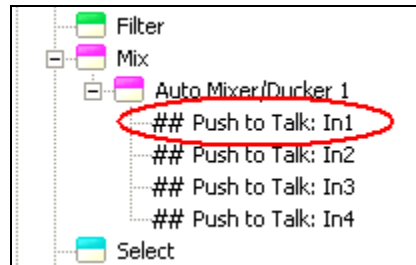 Filter
Mix
Auto Mixer/Ducker 1
## Push to Talk: In1
## Push to Talk: In2
## Push to Talk: In3
## Push to Talk: In4
Select